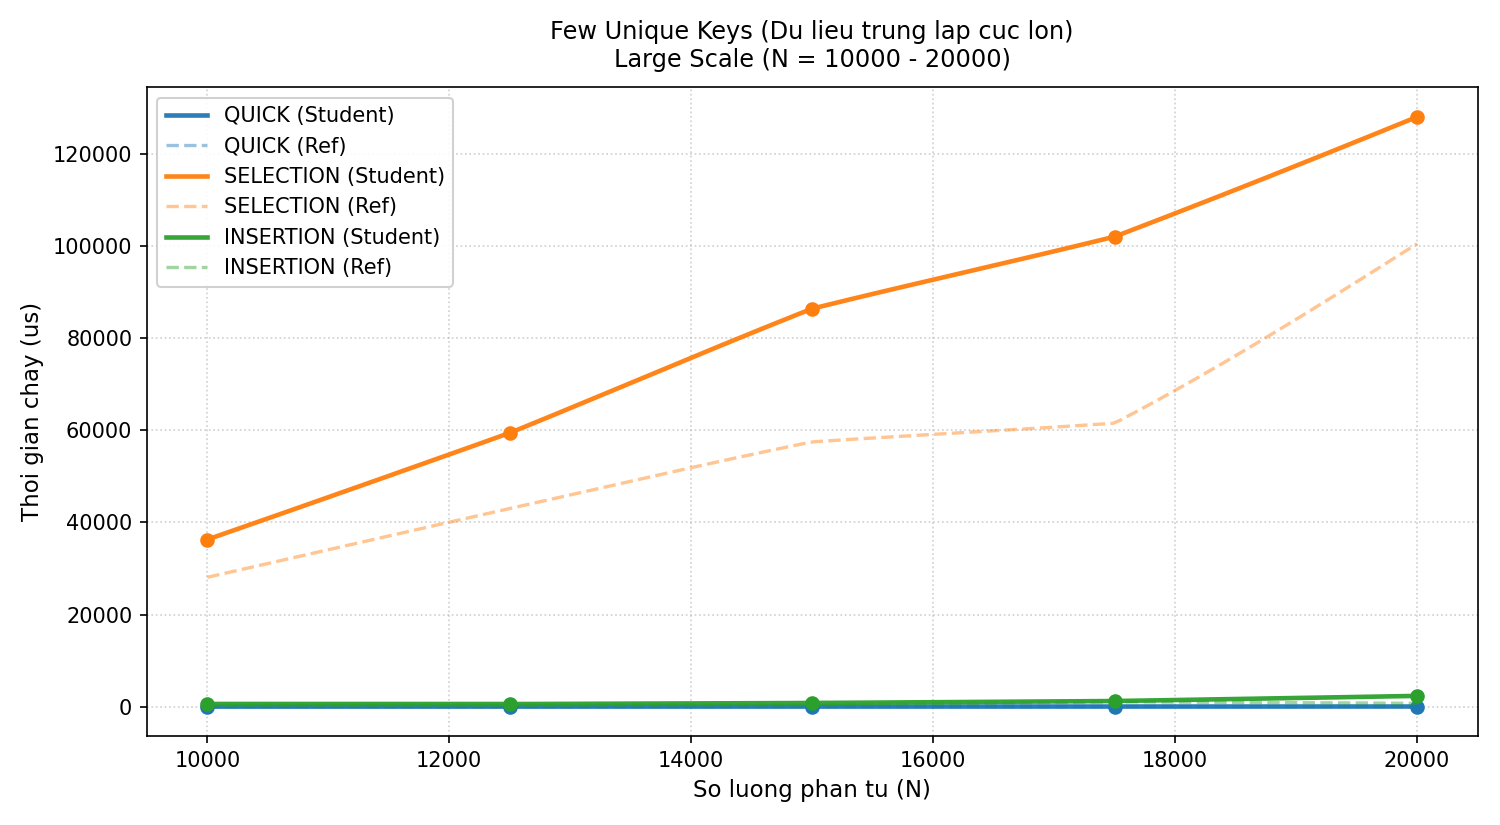 Few Unique Keys (Du lieu trung lap cuc lon)
Large Scale (N = 10000 - 20000)
QUICK (Student)
QUICK (Ref)
SELECTION (Student)
SELECTION (Ref)
INSERTION (Student)
INSERTION (Ref)
Thoi gian chay (us)
120000
100000
80000
60000
40000
20000
0
10000 12000 14000 16000 18000 20000
So luong phan tu (N)